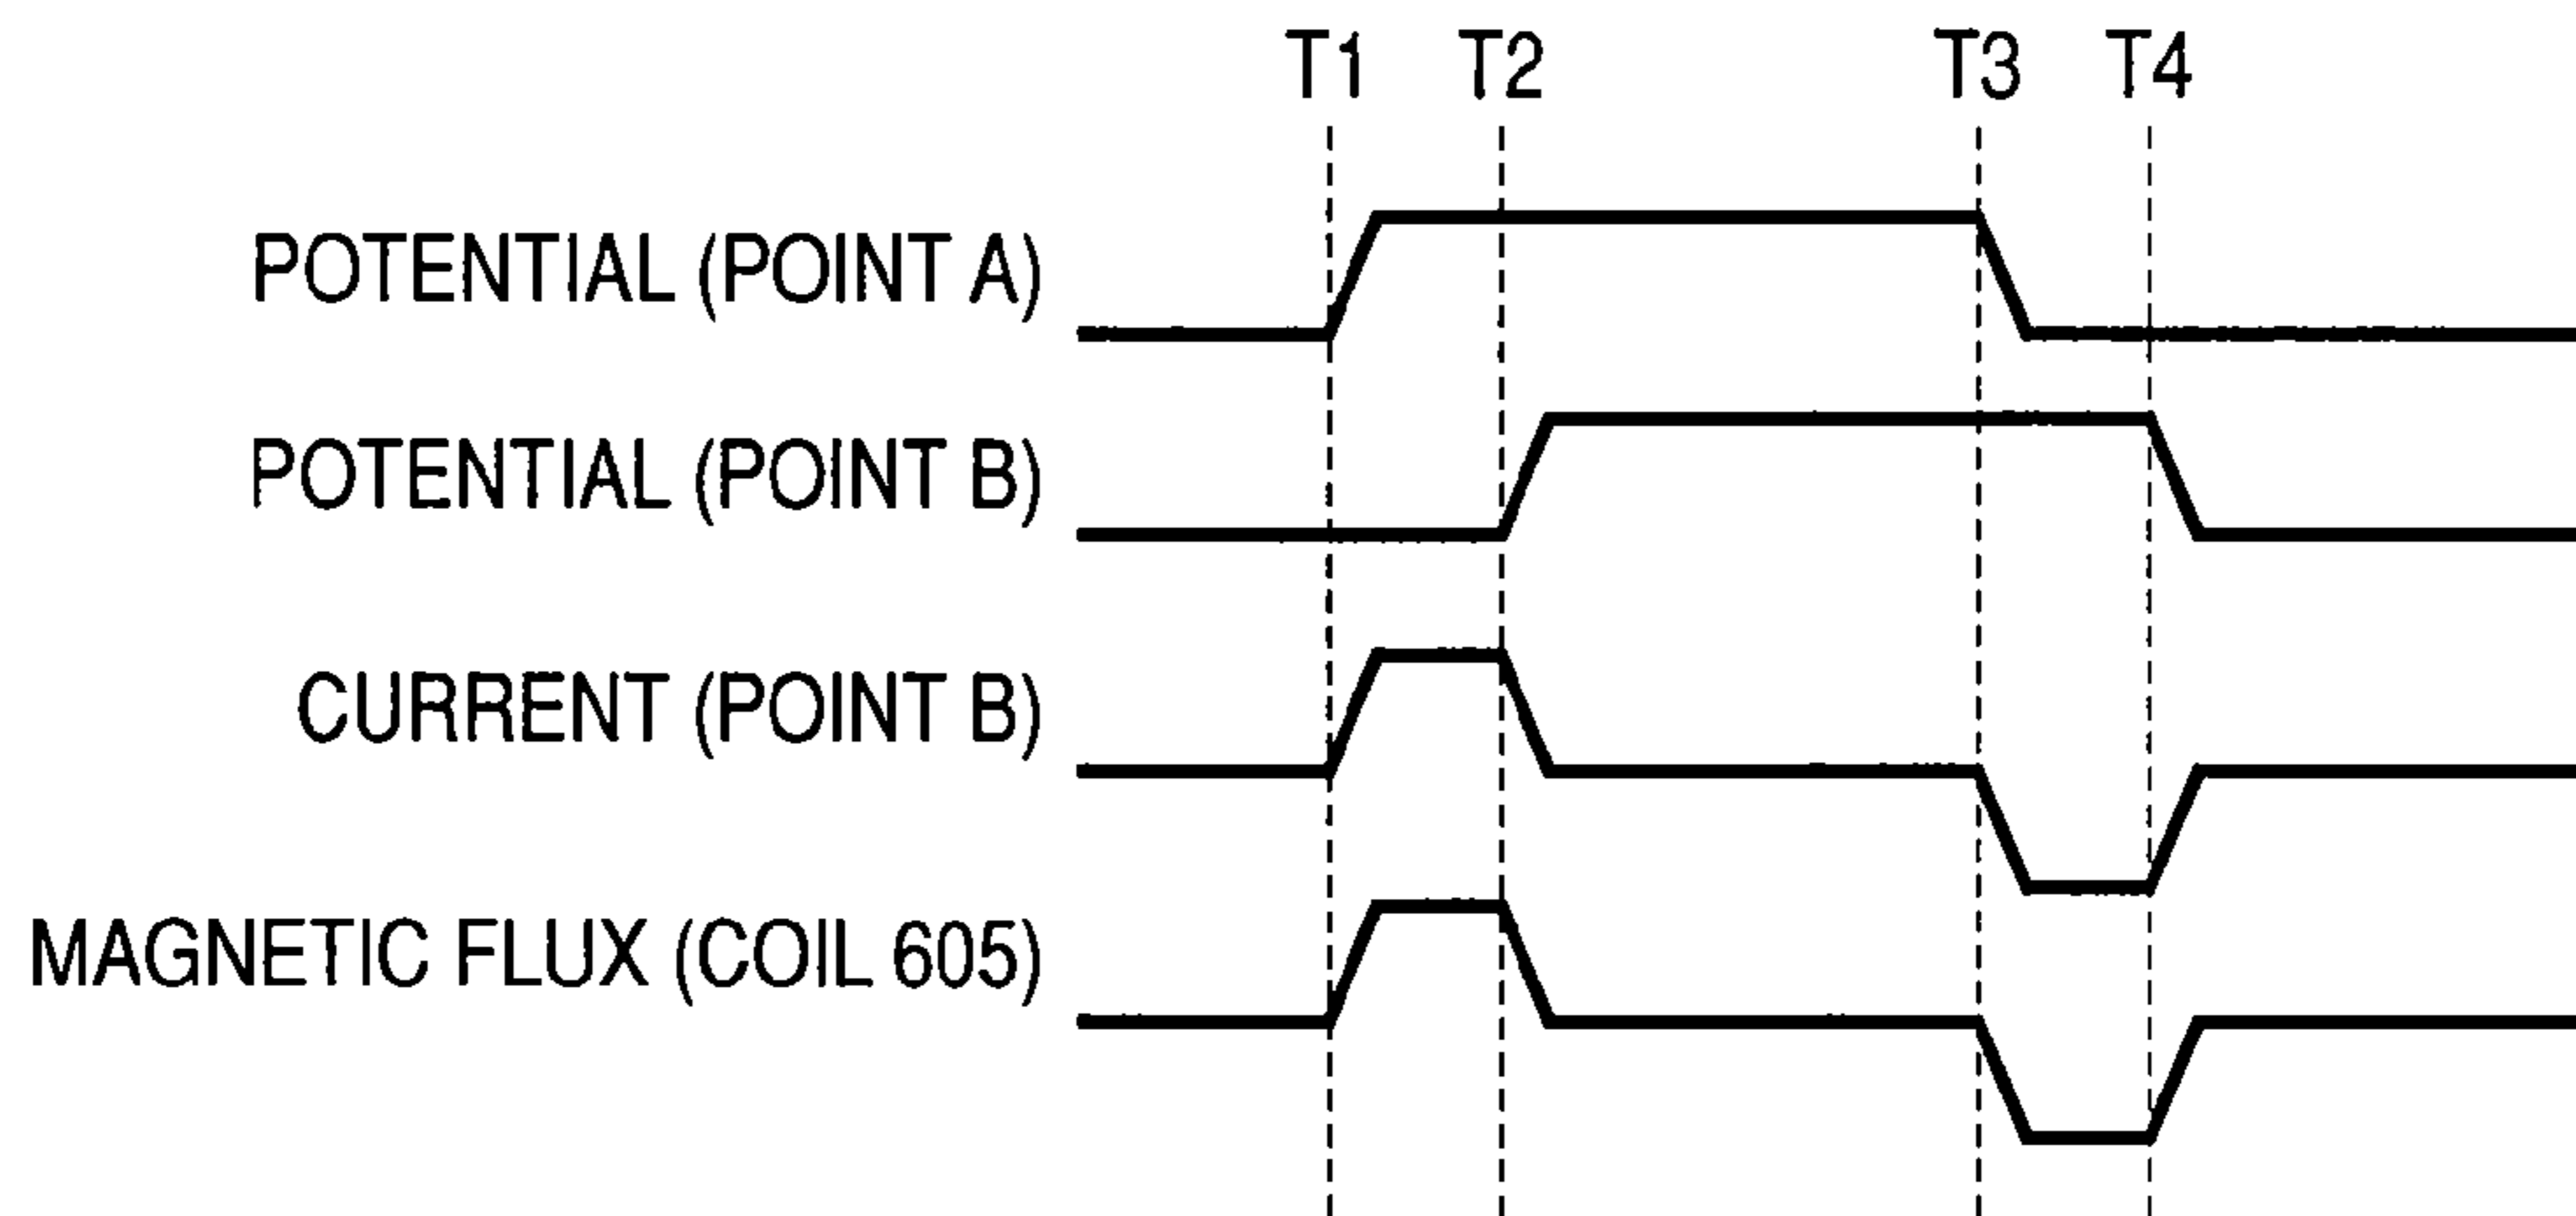 T1 T2 T3 T4
POTENTIAL (POINT A)
POTENTIAL (POINT B)
CURRENT (POINT B)
MAGNETIC FLUX (COIL 605)